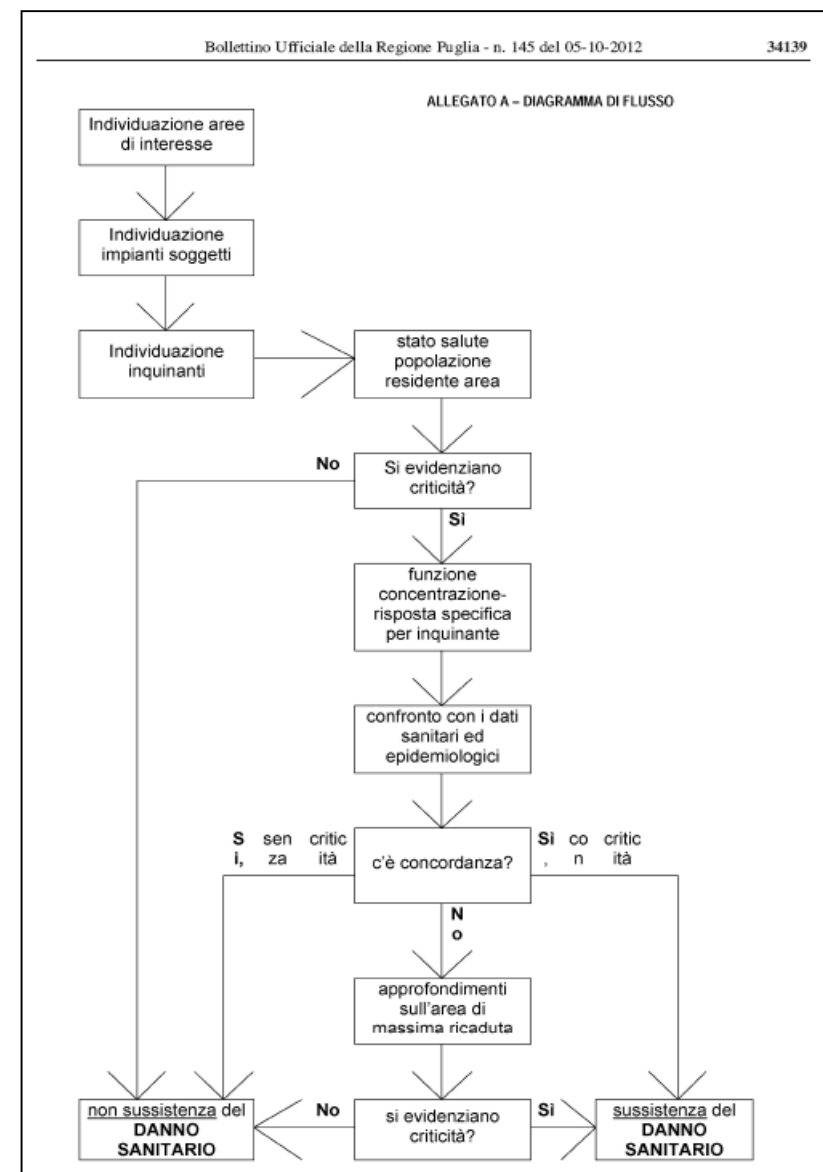 Bollettino Ufficiale della Regione Puglia - n. 145 del 05-10-2012 34139
ALLEGATO A – DIAGRAMMA DI FLUSSO
Individuazione aree
di interesse
Individuazione
impianti soggetti
Individuazione
inquinanti
stato salute
popolazione
residente area
No
Si evidenziano
criticità?
Sì
funzione
concentrazione-
risposta specifica
per inquinante
confronto con i dati
sanitari ed
epidemiologici
S sen critic
i, za ità
c'è concordanza?
Sì co critic
, n ità
N
o
approfondimenti
sull'area di
massima ricaduta
non sussistenza del
DANNO
SANITARIO
No
si evidenziano
criticità?
Sì
sussistenza del
DANNO
SANITARIO